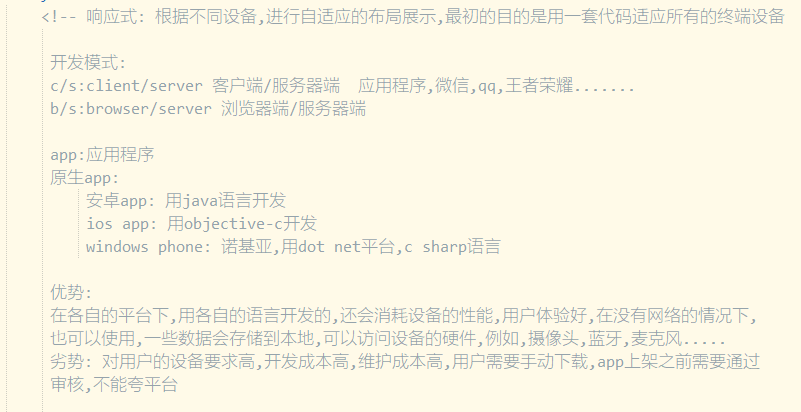 <!-- 响应式: 根据不同设备,进行自适应的布局展示,最初的目的是用一套代码适应所有的终端设备
开发模式:
c/s:client/server 客户端/服务器端  应用程序,微信,qq,王者荣耀.......
b/s:browser/server 浏览器端/服务器端
app:应用程序
原生app:
安卓app: 用java语言开发
ios app: 用objective-c开发
windows phone: 诺基亚,用dot net平台,c sharp语言
优势:
在各自的平台下,用各自的语言开发的,还会消耗设备的性能,用户体验好,在没有网络的情况下,
也可以使用,一些数据会存储到本地,可以访问设备的硬件,例如,摄像头,蓝牙,麦克风.....
劣势: 对用户的设备要求高,开发成本高,维护成本高,用户需要手动下载,app上架之前需要通过
审核,不能夸平台